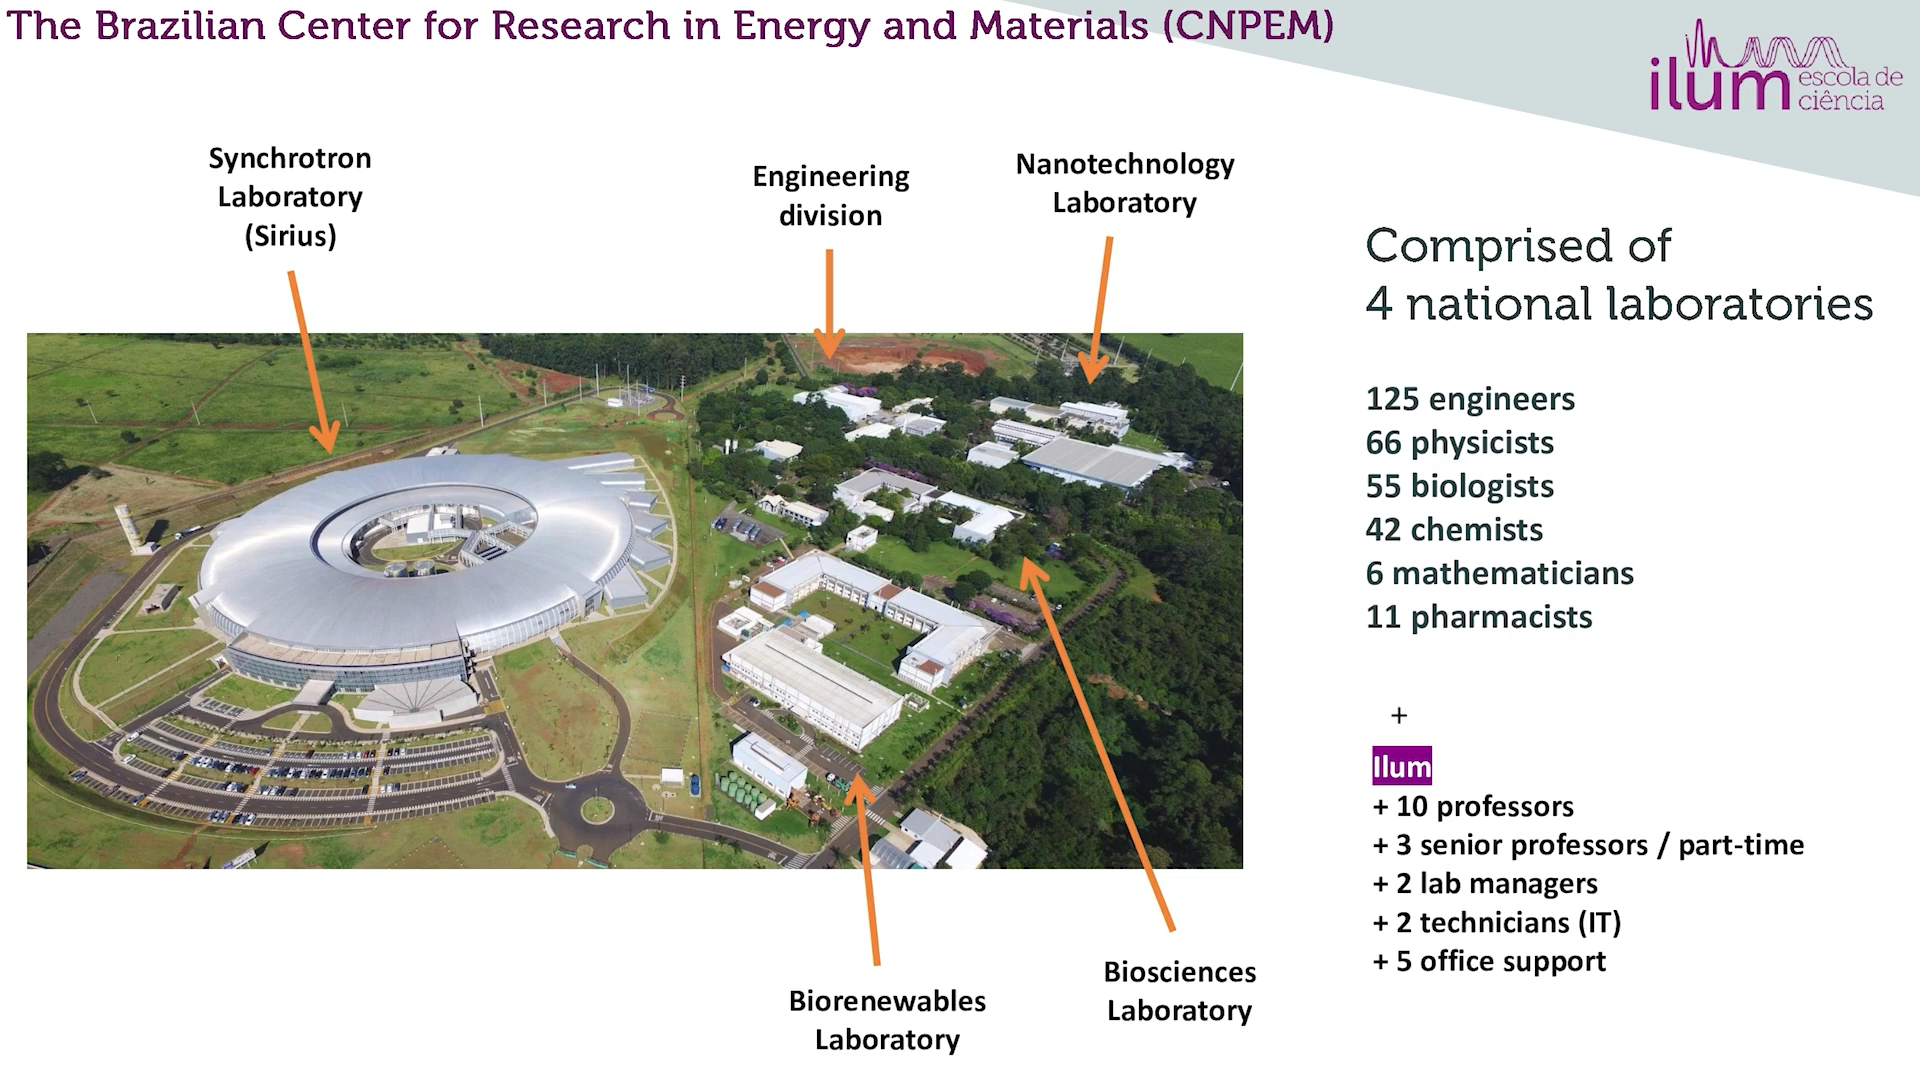 The Brazilian Center for Research in Energy and Materials (CNPEM)
ilum escola de
ciência
Synchrotron
Laboratory
(Sirius)
Engineering
division
Nanotechnology
Laboratory
Comprised of
4 national laboratories
125 engineers
66 physicists
55 biologists
42 chemists
6 mathematicians
11 pharmacists
+
Ilum
+ 10 professors
+ 3 senior professors / part-time
+ 2 lab managers
+ 2 technicians (IT)
+ 5 office support
Biorenewables
Laboratory
Biosciences
Laboratory